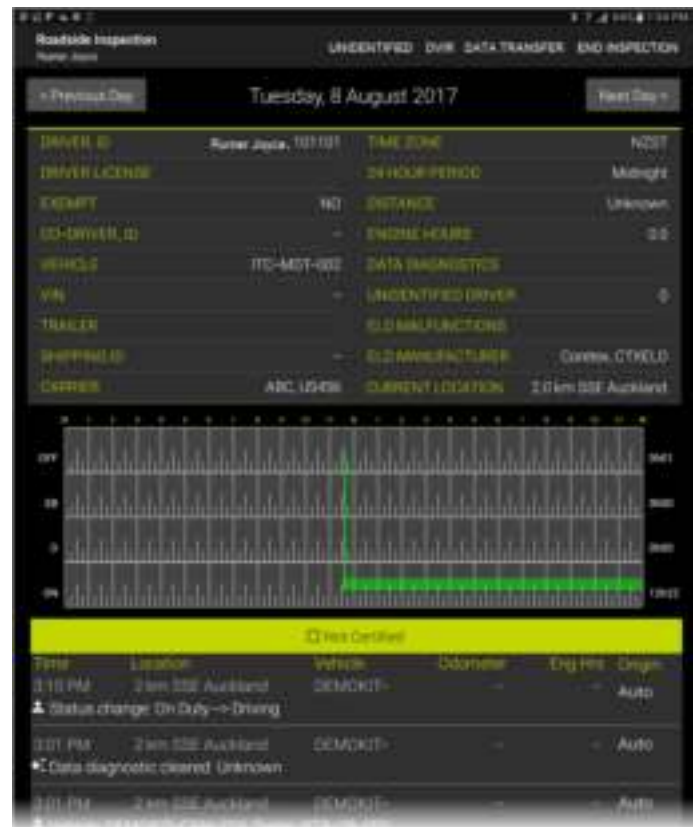 Roadside Inspection
UNIDENTIFIED DVIR DATA TRANSFER END INSPECTION
Rumer Joyce
< Previous Day Tuesday, 8 August 2017 Next Day >
DRIVER, ID Rumer Joyce, 101101 TIME ZONE NZST
DRIVER LICENSE 24 HOUR PERIOD Midnight
EXEMPT NO DISTANCE Unknown
CO-DRIVER, ID -- ENGINE HOURS 0.0
VEHICLE ITC-MDT-002 DATA DIAGNOSTICS
VIN -- UNIDENTIFIED DRIVER 0
TRAILER ELD MALFUNCTIONS
SHIPPING ID -- ELD MANUFACTURER Coretex, CTXELD
CARRIER ABC, US456 CURRENT LOCATION 2.0 km SSE Auckland
OFF
SB
D
ON
Not Certified
Time Location Vehicle Odometer Eng Hrs Origin
3:10 PM 2 km SSE Auckland DEMOKIT- -- -- Auto
Status change: On Duty --> Driving
3:01 PM 2 km SSE Auckland DEMOKIT- -- -- Auto
Data diagnostic cleared: Unknown
3:01 PM 2 km SSE Auckland DEMOKIT- -- -- Auto